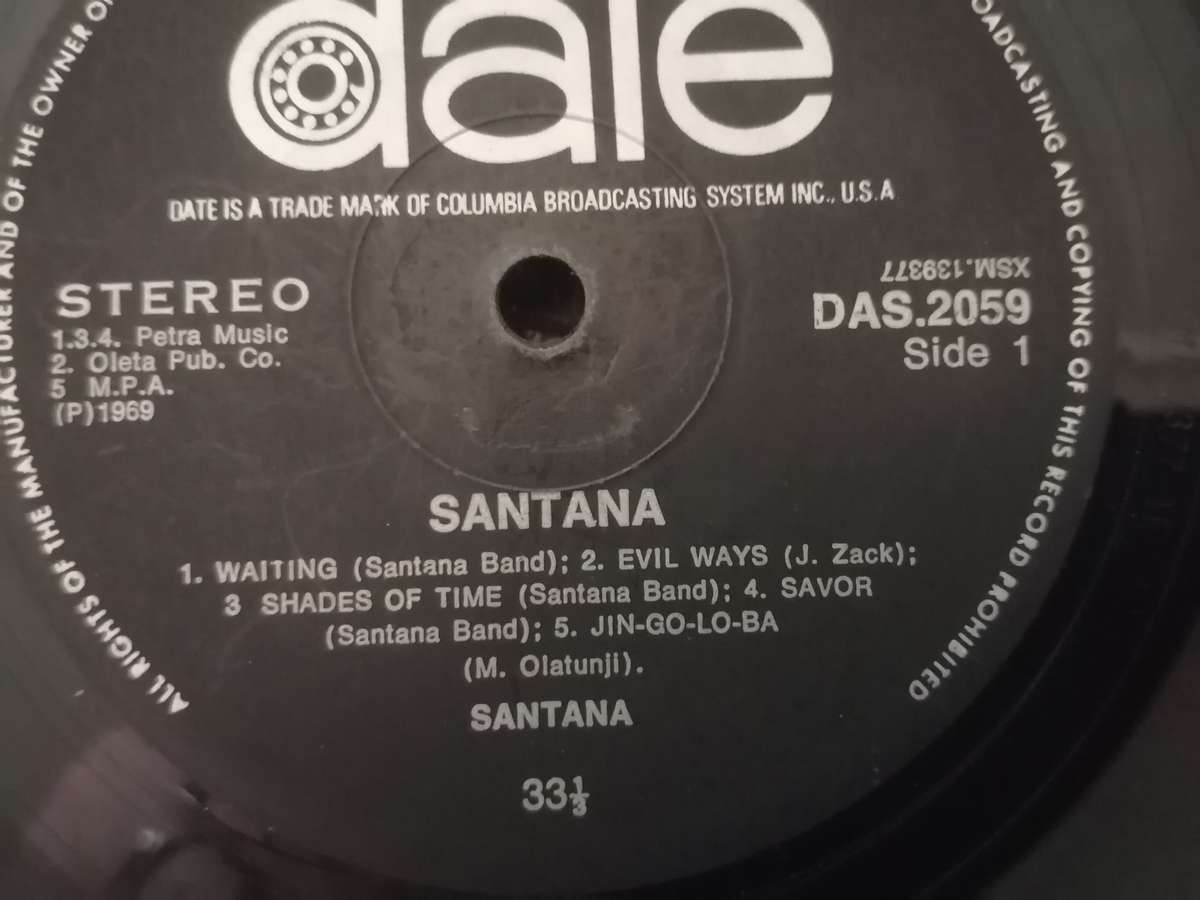 date
DATE IS A TRADE MARK OF COLUMBIA BROADCASTING SYSTEM INC., U.S.A
STEREO
1.3.4. Petra Music
2. Oleta Pub. Co.
5 M.P.A.
(P)1969
XSM.139377
DAS.2059
Side 1
SANTANA
1. WAITING (Santana Band); 2. EVIL WAYS (J. Zack);
3 SHADES OF TIME (Santana Band); 4. SAVOR
(Santana Band); 5. JIN-GO-LO-BA
(M. Olatunji).
SANTANA
33⅓
ALL RIGHTS OF THE MANUFACTURER AND OF THE OWNER
OADCASTING AND COPYING OF THIS RECORD PROHIBITED